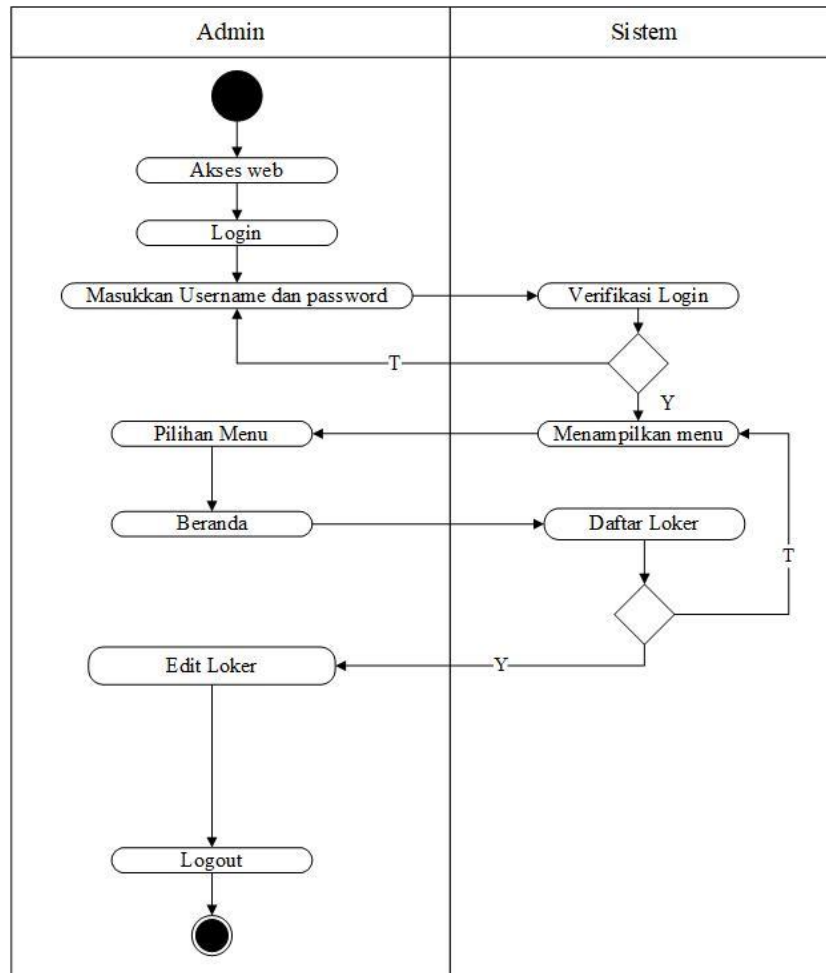 Admin
Sistem
Akses web
Login
Masukkan Username dan password
Verifikasi Login
T
Y
Pilihan Menu
Menampilkan menu
Beranda
Daftar Loker
T
Edit Loker
Y
Logout